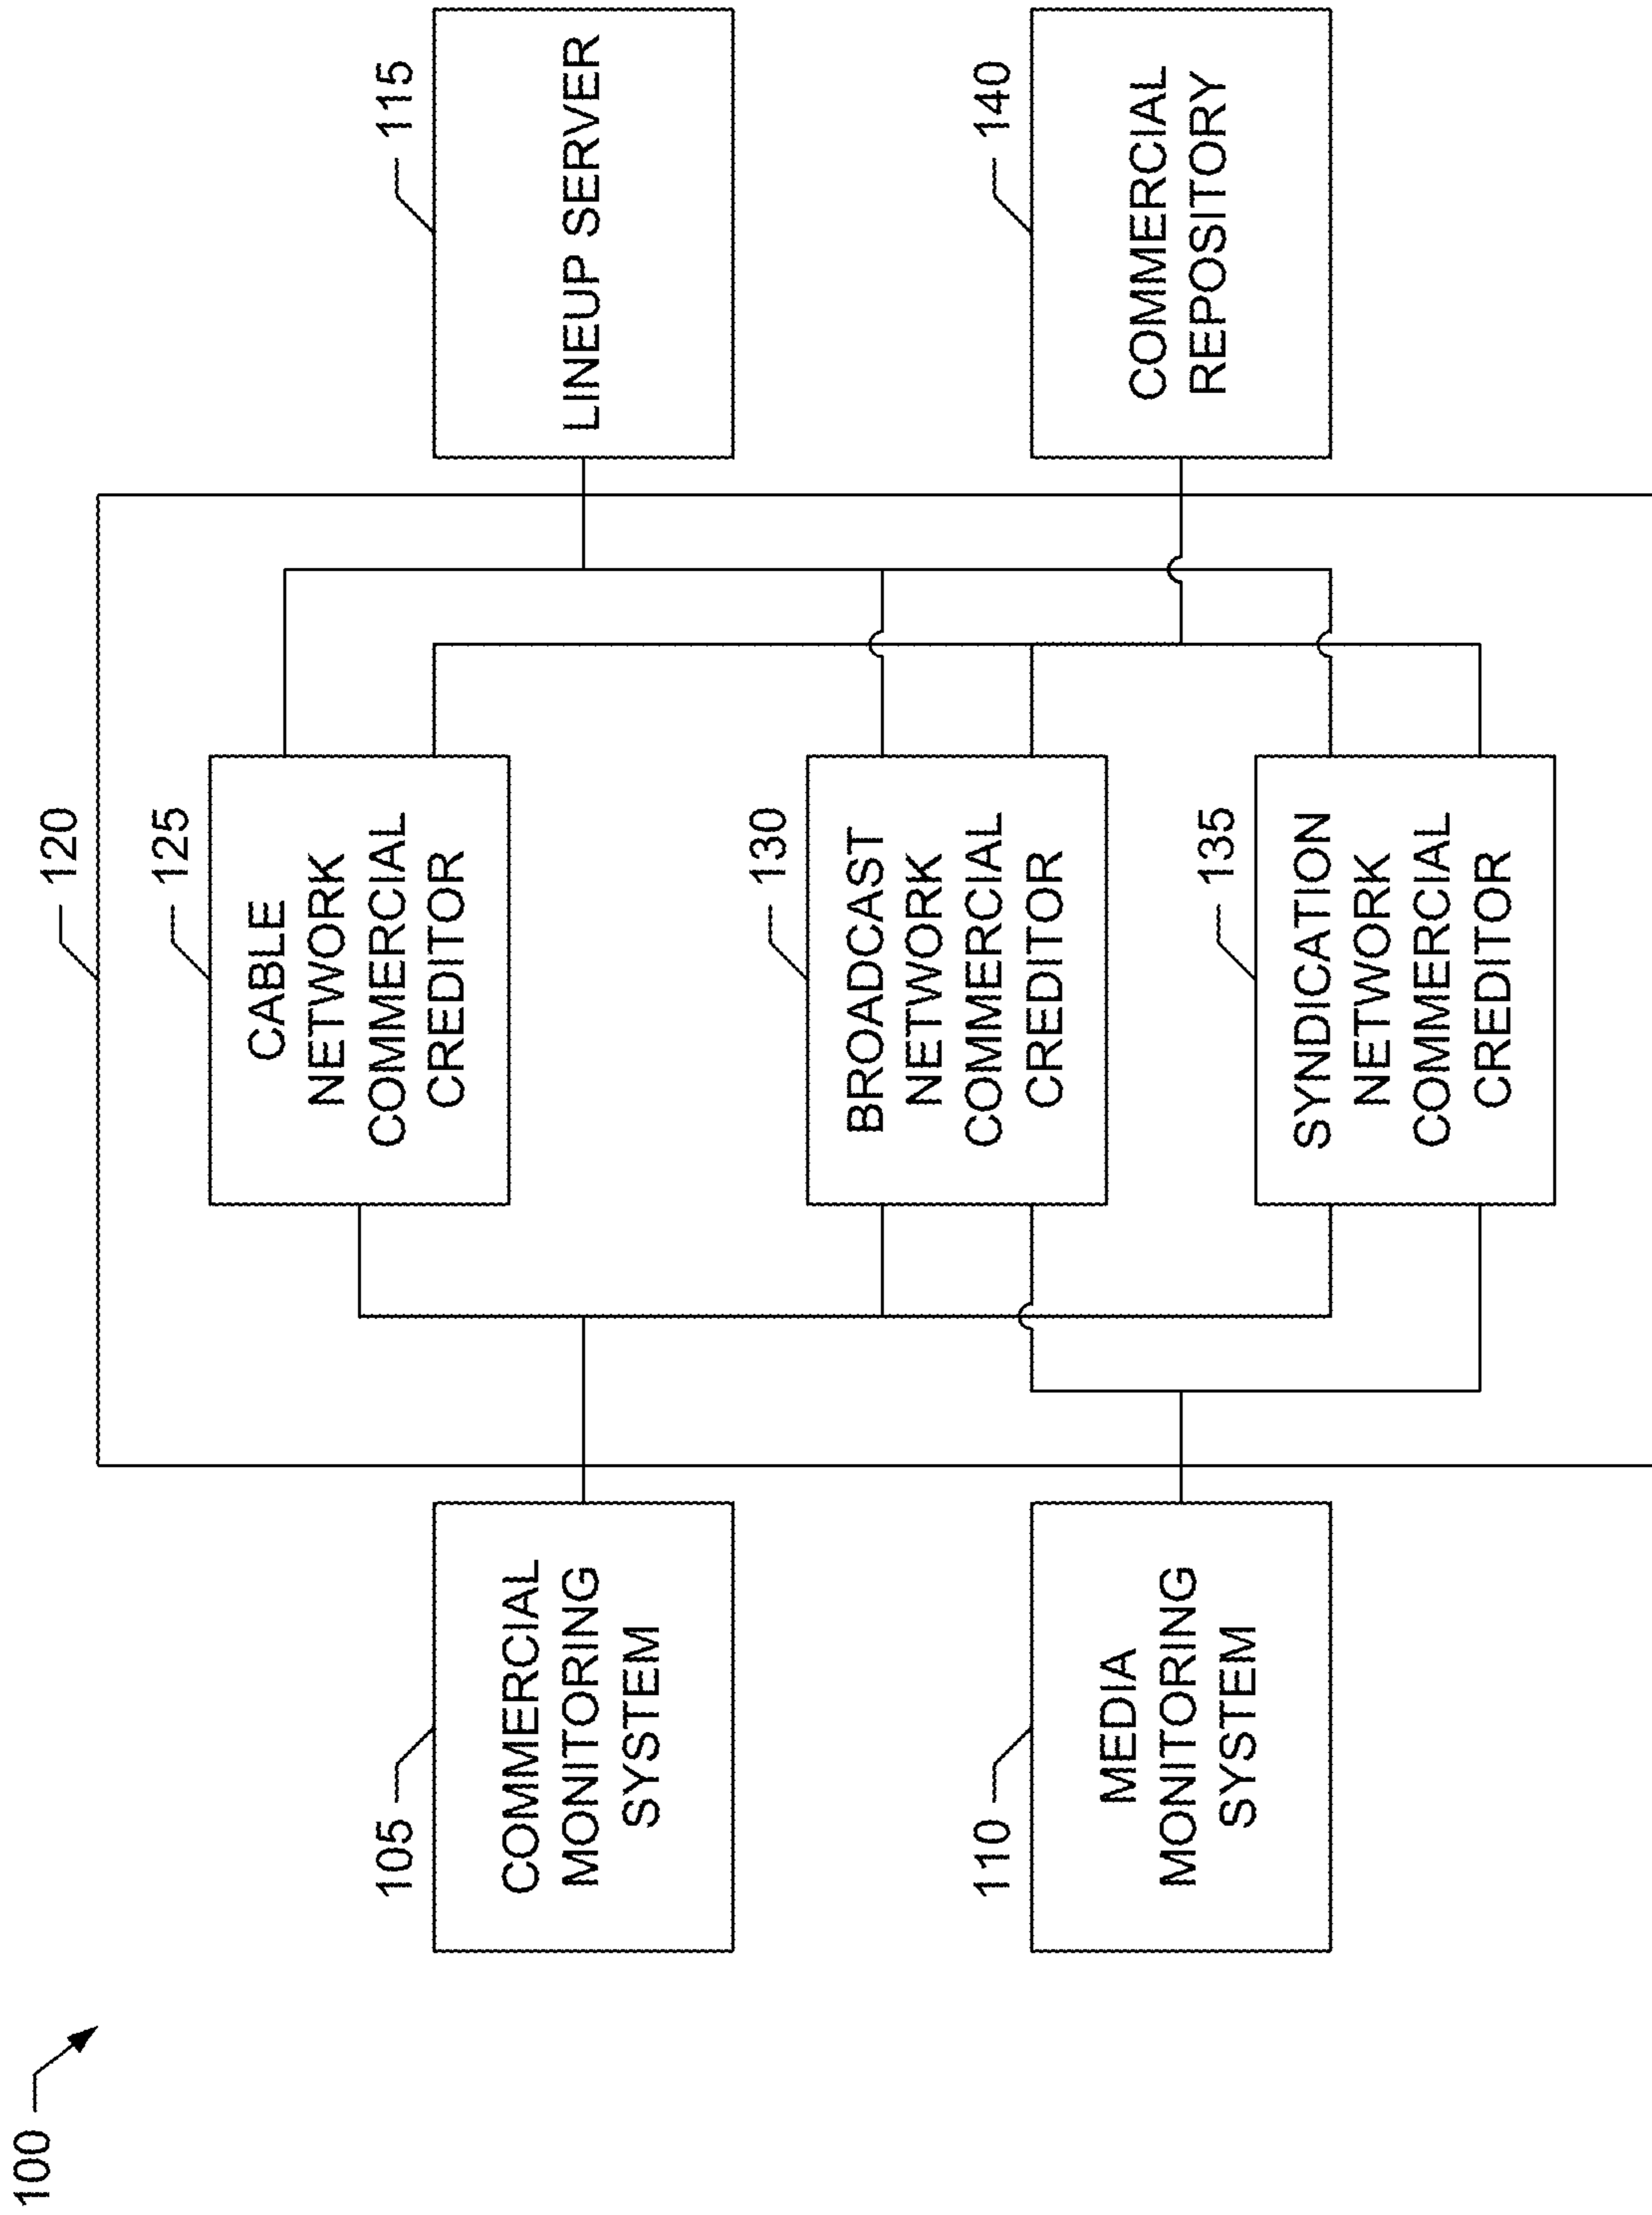 100
120
105
COMMERCIAL
MONITORING
SYSTEM
125
CABLE
NETWORK
COMMERCIAL
CREDITOR
115
LINEUP SERVER
110
MEDIA
MONITORING
SYSTEM
130
BROADCAST
NETWORK
COMMERCIAL
CREDITOR
140
COMMERCIAL
REPOSITORY
135
SYNDICATION
NETWORK
COMMERCIAL
CREDITOR